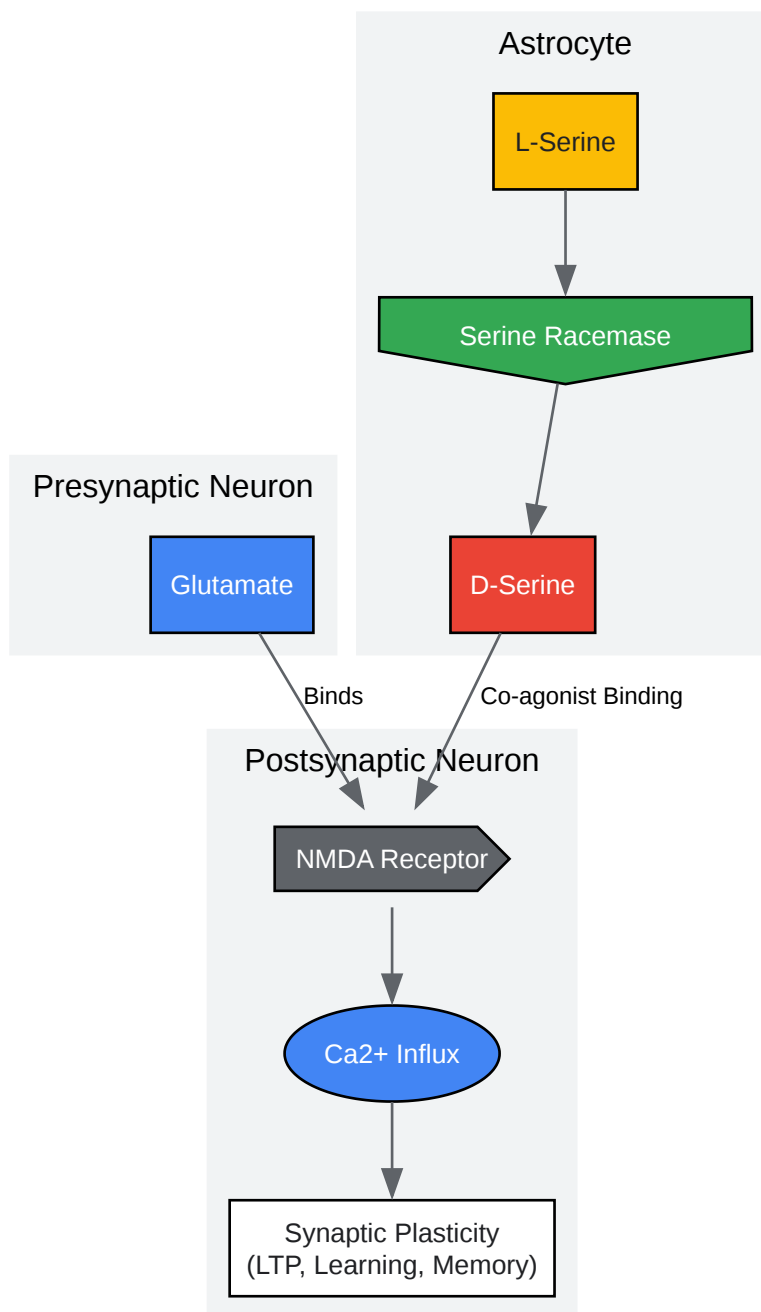 Astrocyte
L-Serine
Serine Racemase
Presynaptic Neuron
Glutamate
D-Serine
Binds
Co-agonist Binding
Postsynaptic Neuron
NMDA Receptor
Ca2+ Influx
Synaptic Plasticity
(LTP, Learning, Memory)